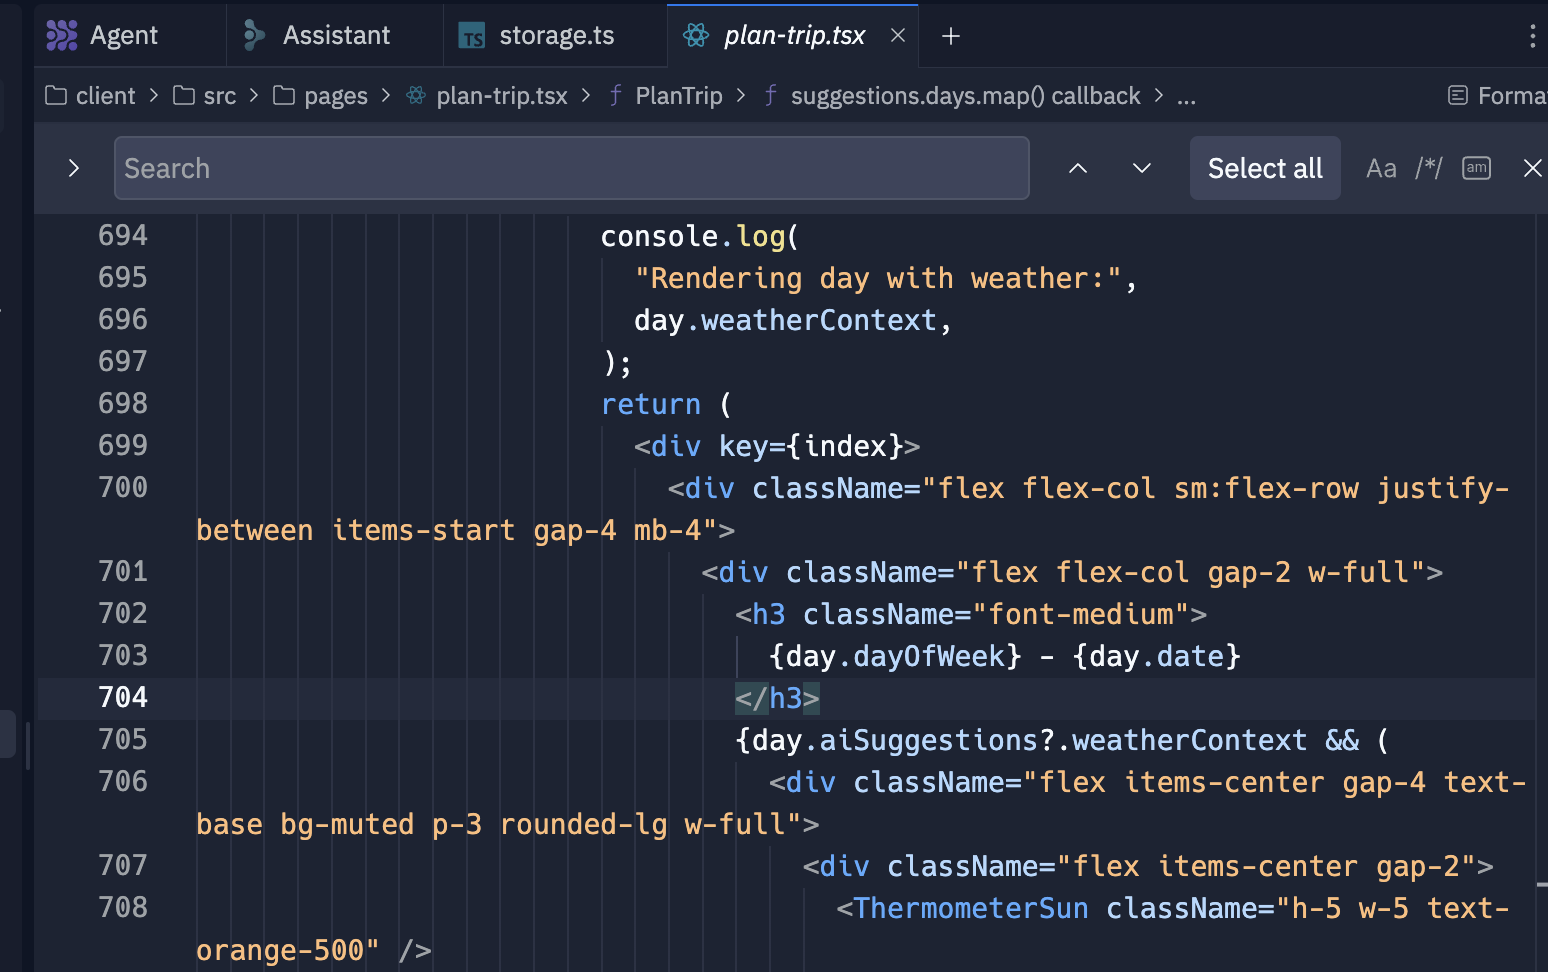 Agent
Assistant
TS storage.ts
plan-trip.tsx
client > src > pages > plan-trip.tsx > f PlanTrip > f suggestions.days.map() callback > ...
Forma
Search
Select all
Aa /*/ am
694 console.log(
695 "Rendering day with weather:",
696 day.weatherContext,
697 );
698 return (
699 <div key={index}>
700 <div className="flex flex-col sm:flex-row justify-
between items-start gap-4 mb-4">
701 <div className="flex flex-col gap-2 w-full">
702 <h3 className="font-medium">
703 {day.dayOfWeek} - {day.date}
704 </h3>
705 {day.aiSuggestions?.weatherContext && (
706 <div className="flex items-center gap-4 text-
base bg-muted p-3 rounded-lg w-full">
707 <div className="flex items-center gap-2">
708 <ThermometerSun className="h-5 w-5 text-
orange-500" />